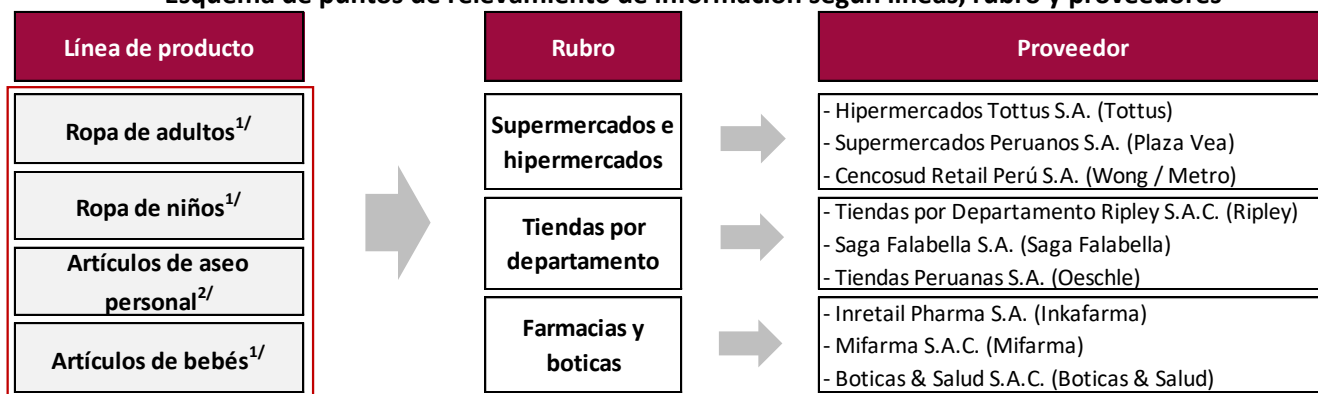 Esquema de puntos de relevamiento de información según líneas, rubro y proveedores
Línea de producto
Rubro
Proveedor
Ropa de adultos1/
Ropa de niños1/
Artículos de aseo
personal2/
Artículos de bebés1/
Supermercados e
hipermercados
Tiendas por
departamento
Farmacias y
boticas
- Hipermercados Tottus S.A. (Tottus)
- Supermercados Peruanos S.A. (Plaza Vea)
- Cencosud Retail Perú S.A. (Wong / Metro)
- Tiendas por Departamento Ripley S.A.C. (Ripley)
- Saga Falabella S.A. (Saga Falabella)
- Tiendas Peruanas S.A. (Oeschle)
- Inretail Pharma S.A. (Inkafarma)
- Mifarma S.A.C. (Mifarma)
- Boticas & Salud S.A.C. (Boticas & Salud)